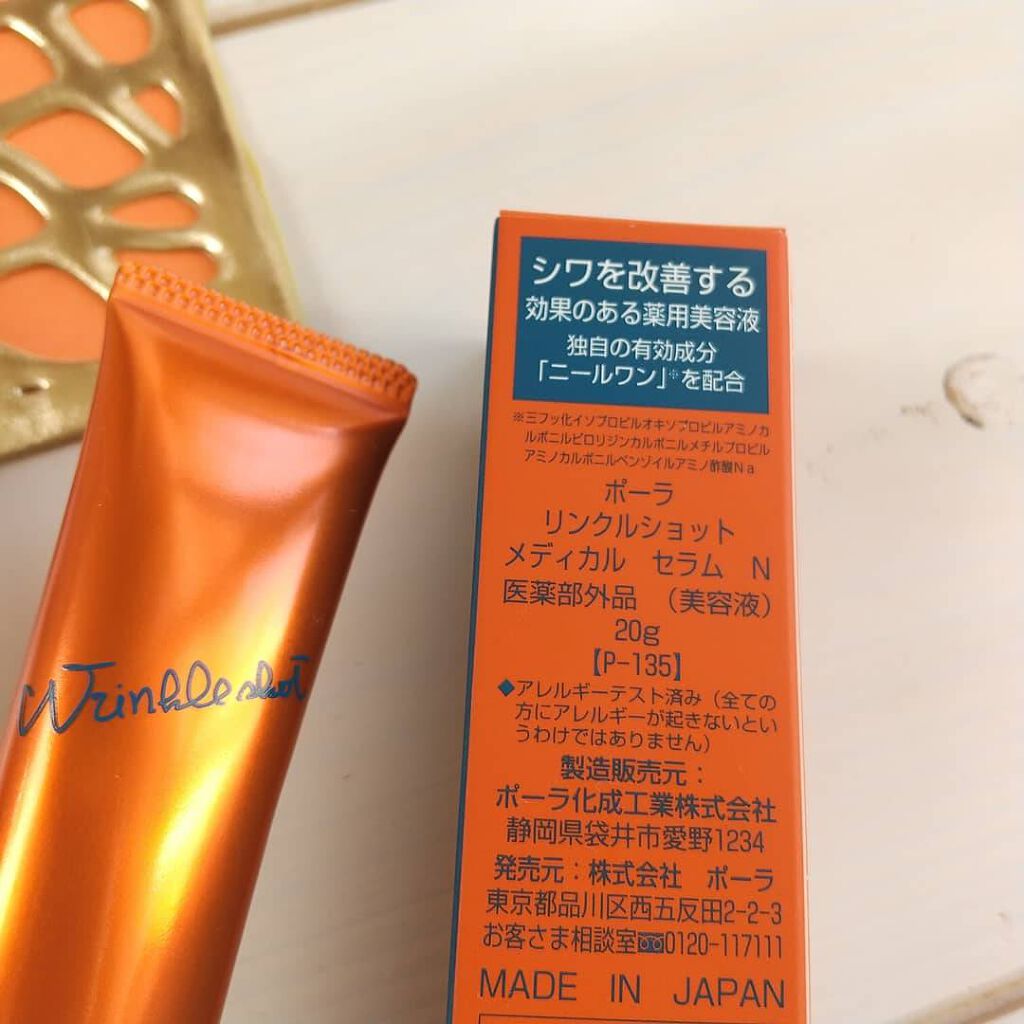 Wrinkle shot
シワを改善する
効果のある薬用美容液
独自の有効成分
「ニールワン」※を配合
※三フッ化イソプロピルオキソプロピルアミノカ
ルボニルピロリジンカルボニルメチルプロピル
アミノカルボニルベンゾイルアミノ酢酸Na
ポーラ
リンクルショット
メディカル セラム N
医薬部外品 (美容液)
20g
【P-135】
◆アレルギーテスト済み(全ての
方にアレルギーが起きないとい
うわけではありません)
製造販売元:
ポーラ化成工業株式会社
静岡県袋井市愛野1234
発売元:株式会社 ポーラ
東京都品川区西五反田2-2-3
お客さま相談室0120-117111
MADE IN JAPAN